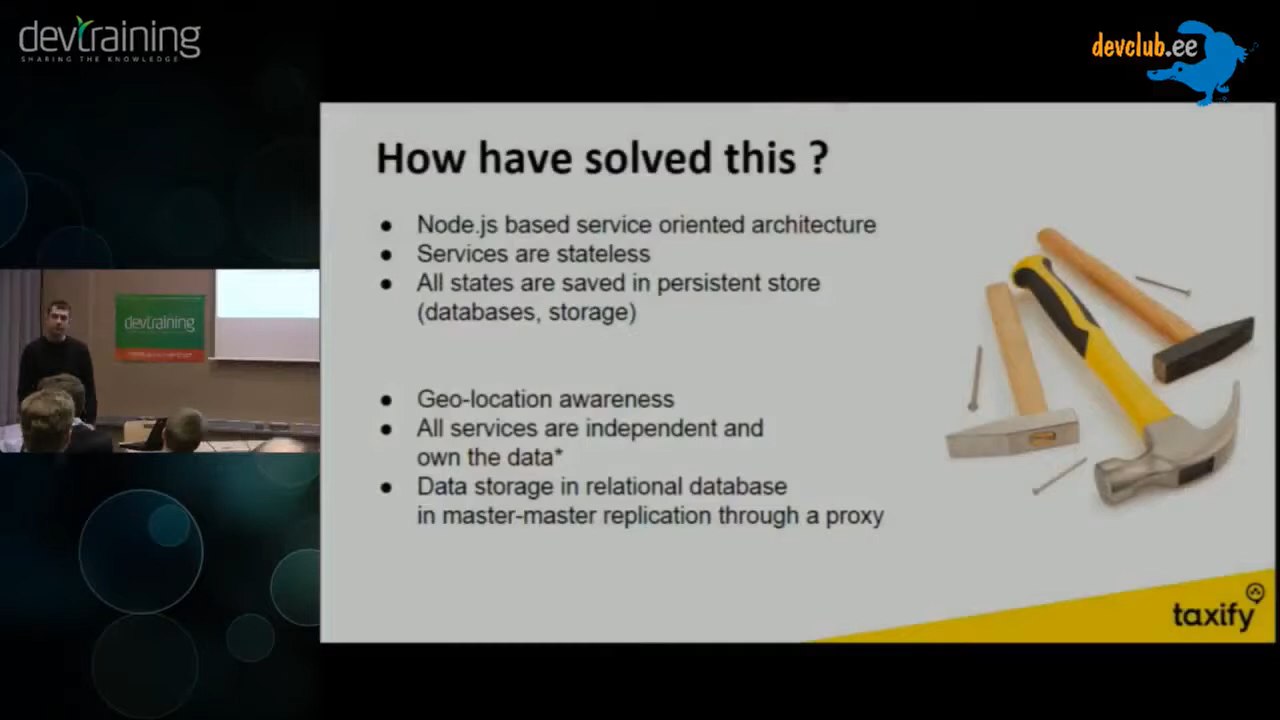 devtraining
SHARING THE KNOWLEDGE
devclub.ee
How have solved this ?
● Node.js based service oriented architecture
● Services are stateless
● All states are saved in persistent store
(databases, storage)
● Geo-location awareness
● All services are independent and
own the data*
● Data storage in relational database
in master-master replication through a proxy
devtraining
taxify